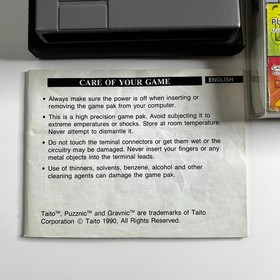 CARE OF YOUR GAME
ENGLISH
• Always make sure the power is off when inserting or
removing the game pak from your computer.
• This is a high precision game pak. Avoid subjecting it to
extreme emperatures or shocks. Store at room temperature.
Never attempt to dismantle it.
• Do not touch the teminal connectors or get them wet or the
circuitry may be damaged. Never insert your fingers or any
metal objects into the terminal leads.
• Use of thinners, solvents, benzene, alcohol and other
cleaning agents can damage the game pak.
Taito™, Puzznic™ and Gravnic™ are trademarks of Taito
Corporation © Taito 1990, All Rights Reserved.